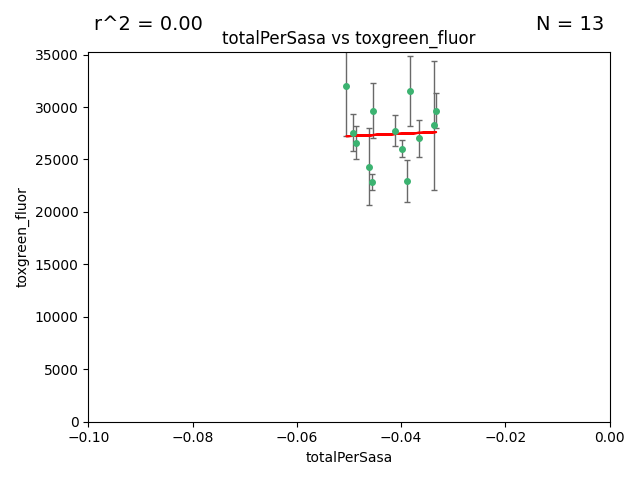 r^2 = 0.00
N = 13
totalPerSasa vs toxgreen_fluor
35000
30000
25000
20000
15000
10000
5000
0
toxgreen_fluor
−0.10
−0.08
−0.06
−0.04
−0.02
0.00
totalPerSasa